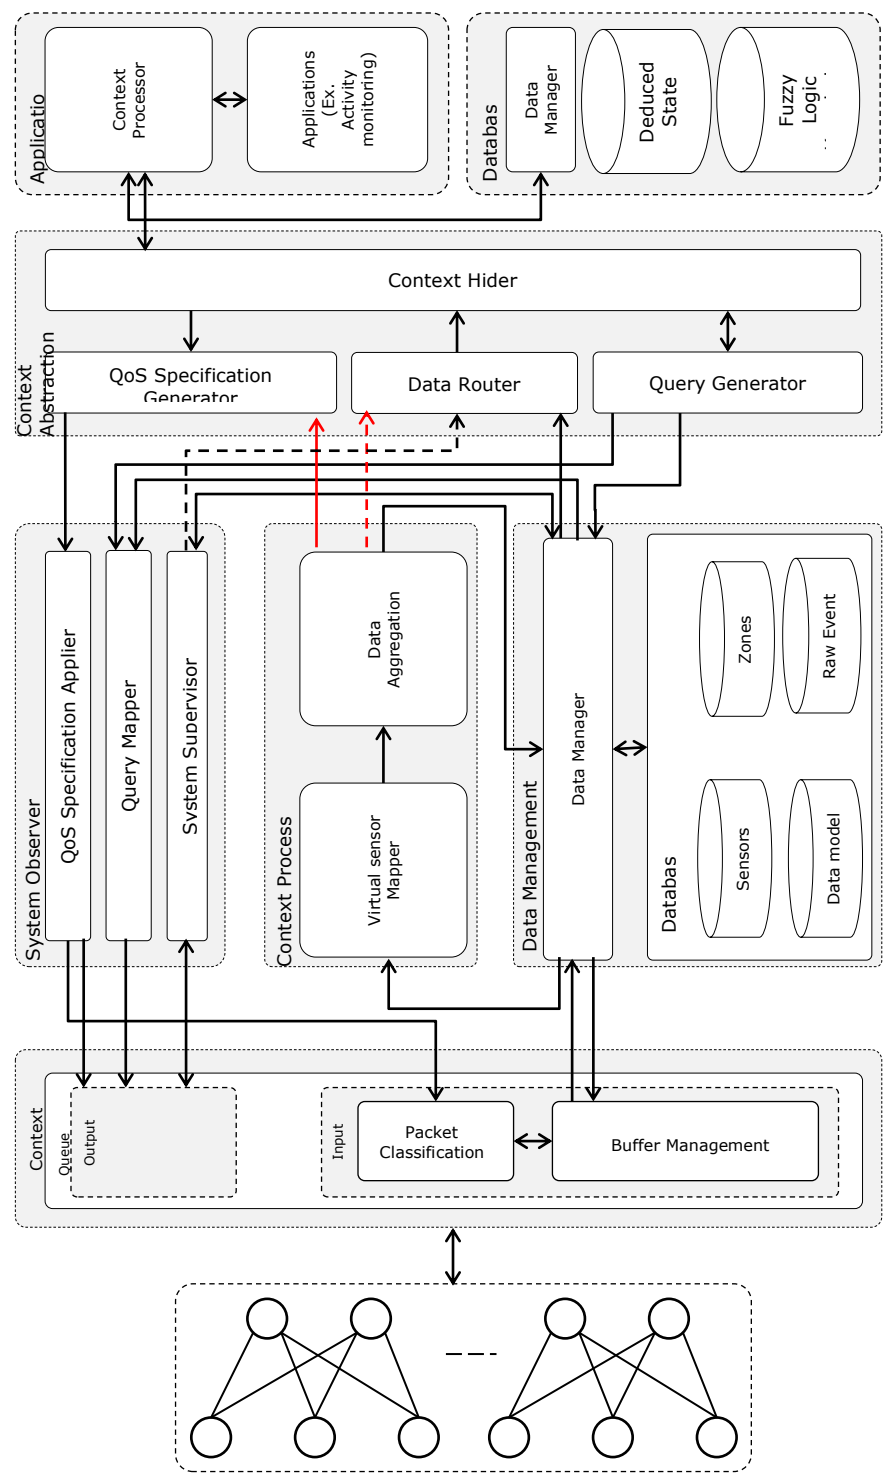 Applicatio
Context
Processor
Applications
(Ex.
Activity
monitoring)
Databas
Data
Manager
Deduced
State
Fuzzy
Logic
Context
Abstraction
Context Hider
QoS Specification
Generator
Data Router
Query Generator
System Observer
QoS Specification Applier
Query Mapper
System Supervisor
Context Process
Data
Aggregation
Virtual sensor
Mapper
Data Management
Data Manager
Databas
Zones
Raw Event
Sensors
Data model
Context
Queue
Output
Input
Packet
Classification
Buffer Management